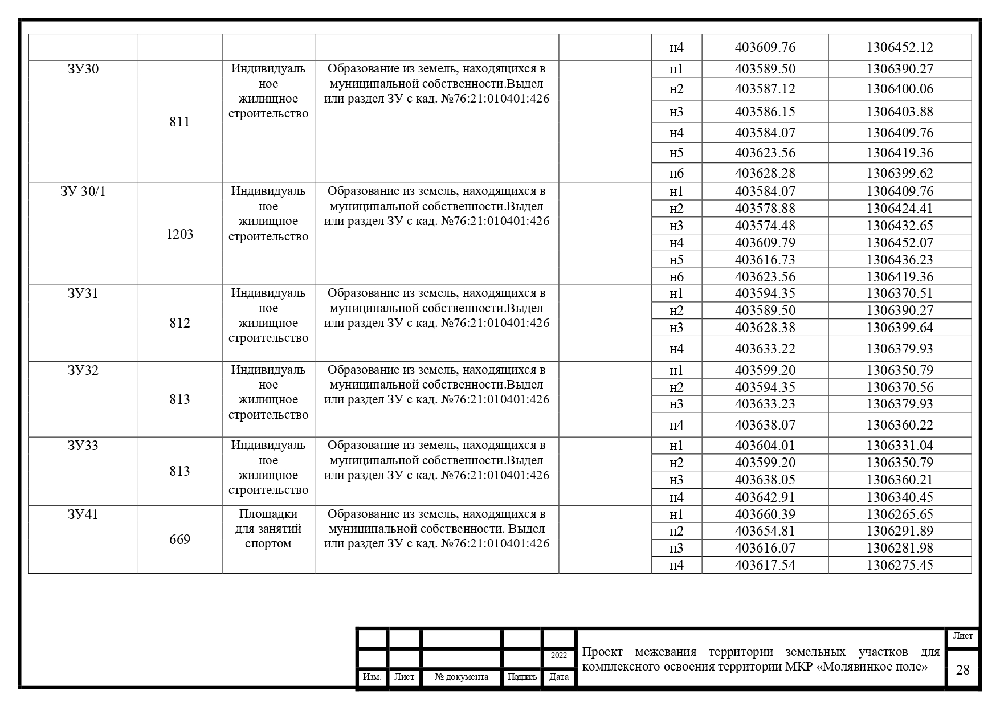 н4 403609.76 1306452.12
ЗУ30 811 Индивидуаль Образование из земель, находящихся в н1 403589.50 1306390.27
ное муниципальной собственности.Выдел н2 403587.12 1306400.06
жилищное или раздел ЗУ с кад. №76:21:010401:426
строительство н3 403586.15 1306403.88
н4 403584.07 1306409.76
н5 403623.56 1306419.36
н6 403628.28 1306399.62
ЗУ 30/1 1203 Индивидуаль Образование из земель, находящихся в н1 403584.07 1306409.76
ное муниципальной собственности.Выдел н2 403578.88 1306424.41
жилищное или раздел ЗУ с кад. №76:21:010401:426 н3 403574.48 1306432.65
строительство н4 403609.79 1306452.07
н5 403616.73 1306436.23
н6 403623.56 1306419.36
ЗУ31 812 Индивидуаль Образование из земель, находящихся в н1 403594.35 1306370.51
ное муниципальной собственности.Выдел н2 403589.50 1306390.27
жилищное или раздел ЗУ с кад. №76:21:010401:426 н3 403628.38 1306399.64
строительство н4 403633.22 1306379.93
ЗУ32 813 Индивидуаль Образование из земель, находящихся в н1 403599.20 1306350.79
ное муниципальной собственности.Выдел н2 403594.35 1306370.56
жилищное или раздел ЗУ с кад. №76:21:010401:426 н3 403633.23 1306379.93
строительство н4 403638.07 1306360.22
ЗУ33 813 Индивидуаль Образование из земель, находящихся в н1 403604.01 1306331.04
ное муниципальной собственности.Выдел н2 403599.20 1306350.79
жилищное или раздел ЗУ с кад. №76:21:010401:426 н3 403638.05 1306360.21
строительство н4 403642.91 1306340.45
ЗУ41 669 Площадки Образование из земель, находящихся в н1 403660.39 1306265.65
для занятий муниципальной собственности. Выдел н2 403654.81 1306291.89
спортом или раздел ЗУ с кад. №76:21:010401:426 н3 403616.07 1306281.98
н4 403617.54 1306275.45
Лист
2022 Проект межевания территории земельных участков для
комплексного освоения территории МКР «Молявинкое поле» 28
Изм. Лист № документа Подпись Дата